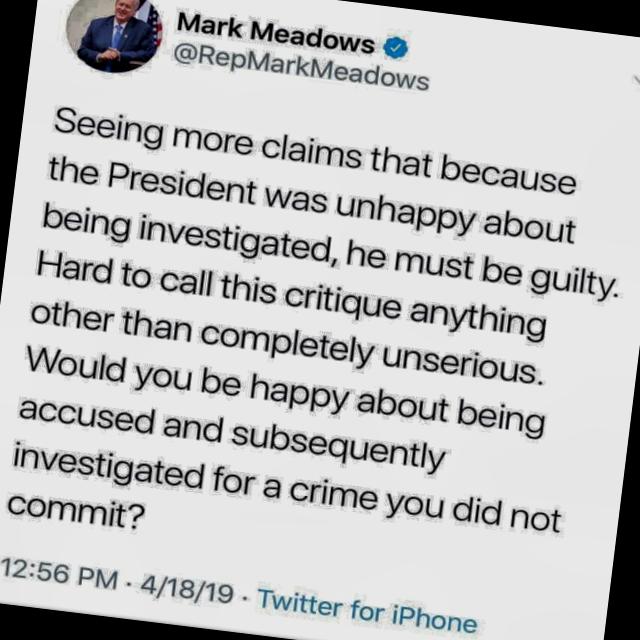 Mark Meadows
@RepMarkMeadows
Seeing more claims that because
the President was unhappy about
being investigated, he must be guilty.
Hard to call this critique anything
other than completely unserious.
Would you be happy about being
accused and subsequently
investigated for a crime you did not
commit?
12:56 PM · 4/18/19 · Twitter for iPhone